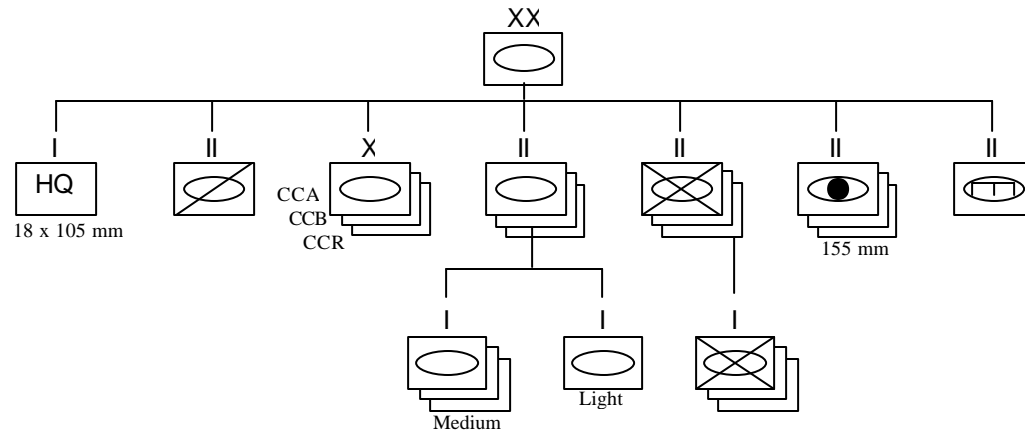 XX
I II X II II II II
HQ
CCA
CCB
CCR
18 x 105 mm
155 mm
I I I
Light
Medium